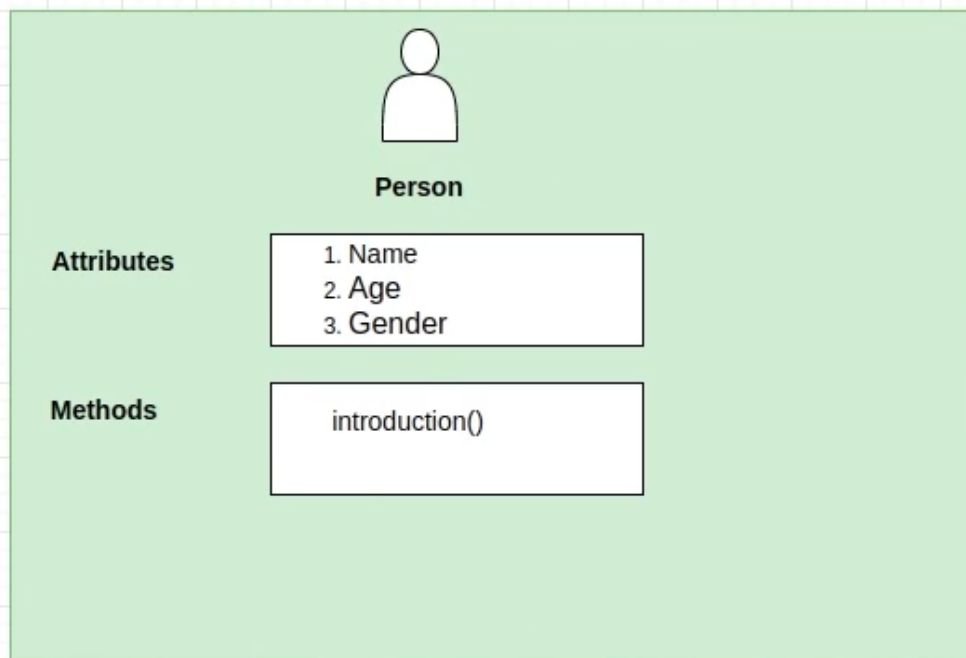 Person
Attributes
1. Name
2. Age
3. Gender
Methods
introduction()